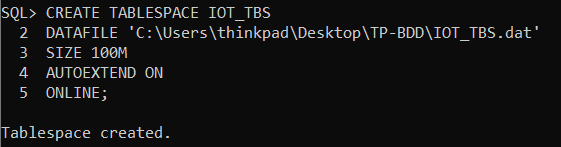 SQL> CREATE TABLESPACE IOT_TBS
2 DATAFILE 'C:\Users\thinkpad\Desktop\TP-BDD\IOT_TBS.dat'
3 SIZE 100M
4 AUTOEXTEND ON
5 ONLINE;
Tablespace created.